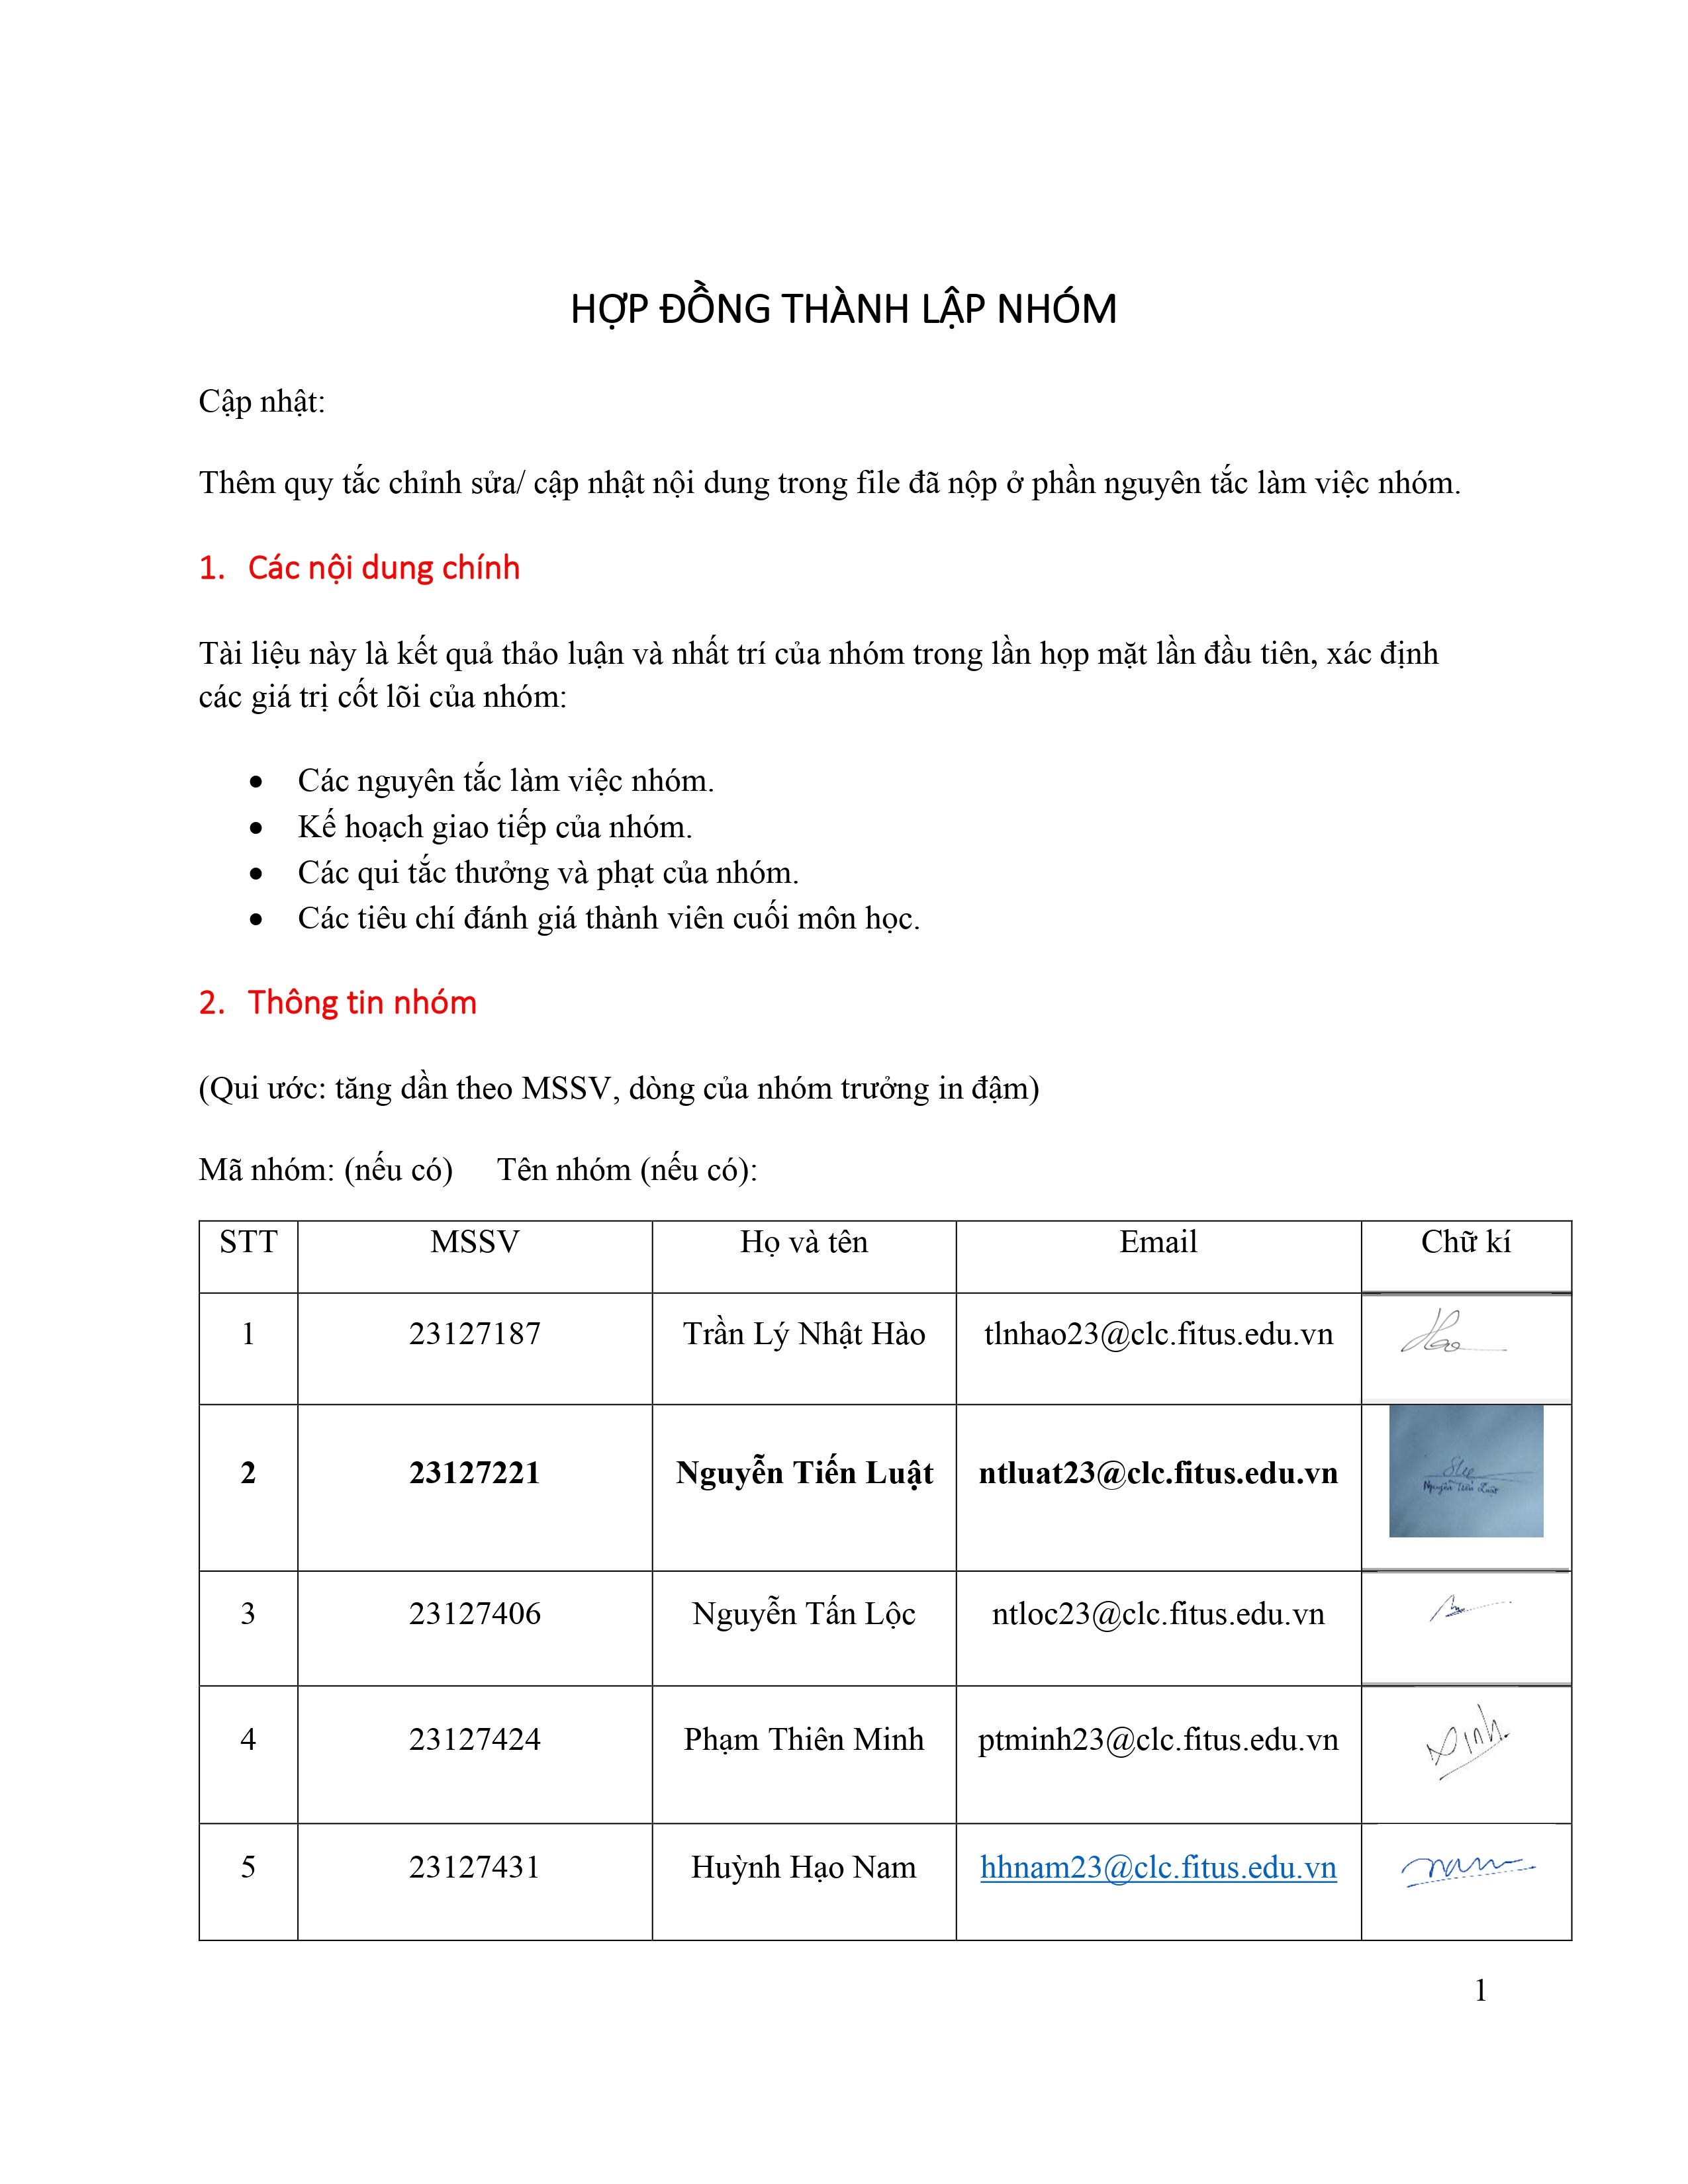 HỢP ĐỒNG THÀNH LẬP NHÓM
Cập nhật:
Thêm quy tắc chỉnh sửa/ cập nhật nội dung trong file đã nộp ở phần nguyên tắc làm việc nhóm.
1. Các nội dung chính
Tài liệu này là kết quả thảo luận và nhất trí của nhóm trong lần họp mặt lần đầu tiên, xác định
các giá trị cốt lõi của nhóm:
• Các nguyên tắc làm việc nhóm.
• Kế hoạch giao tiếp của nhóm.
• Các qui tắc thưởng và phạt của nhóm.
• Các tiêu chí đánh giá thành viên cuối môn học.
2. Thông tin nhóm
(Qui ước: tăng dần theo MSSV, dòng của nhóm trưởng in đậm)
Mã nhóm: (nếu có) Tên nhóm (nếu có):
STT MSSV Họ và tên Email Chữ kí
1 23127187 Trần Lý Nhật Hào tlnhao23@clc.fitus.edu.vn Hao
2 23127221 Nguyễn Tiến Luật ntluat23@clc.fitus.edu.vn
Nguyễn Tiến Luật
3 23127406 Nguyễn Tấn Lộc ntloc23@clc.fitus.edu.vn
4 23127424 Phạm Thiên Minh ptminh23@clc.fitus.edu.vn Minh
5 23127431 Huỳnh Hạo Nam hhnam23@clc.fitus.edu.vn nam
1